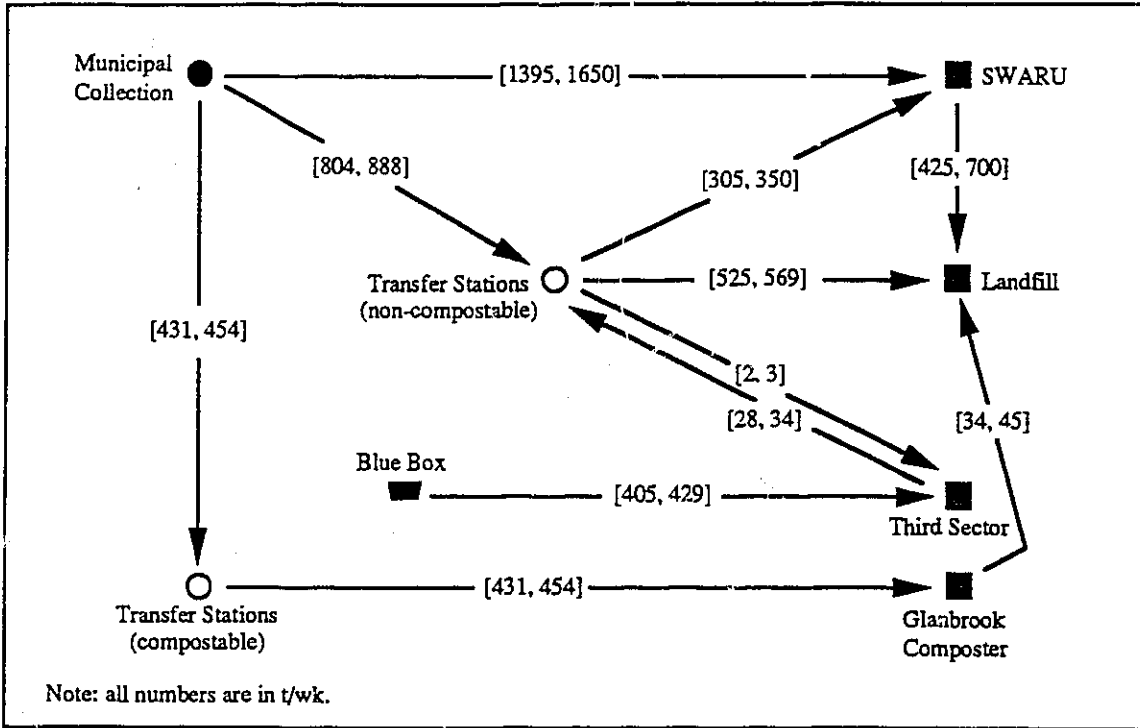 Municipal
Collection
[1395, 1650]
SWARU
[804, 888]
[305, 350]
[425, 700]
Transfer Stations
(non-compostable)
[525, 569]
Landfill
[431, 454]
[2, 3]
[28, 34]
[34, 45]
Blue Box
[405, 429]
Third Sector
[431, 454]
Transfer Stations
(compostable)
Glanbrook
Composter
Note: all numbers are in t/wk.